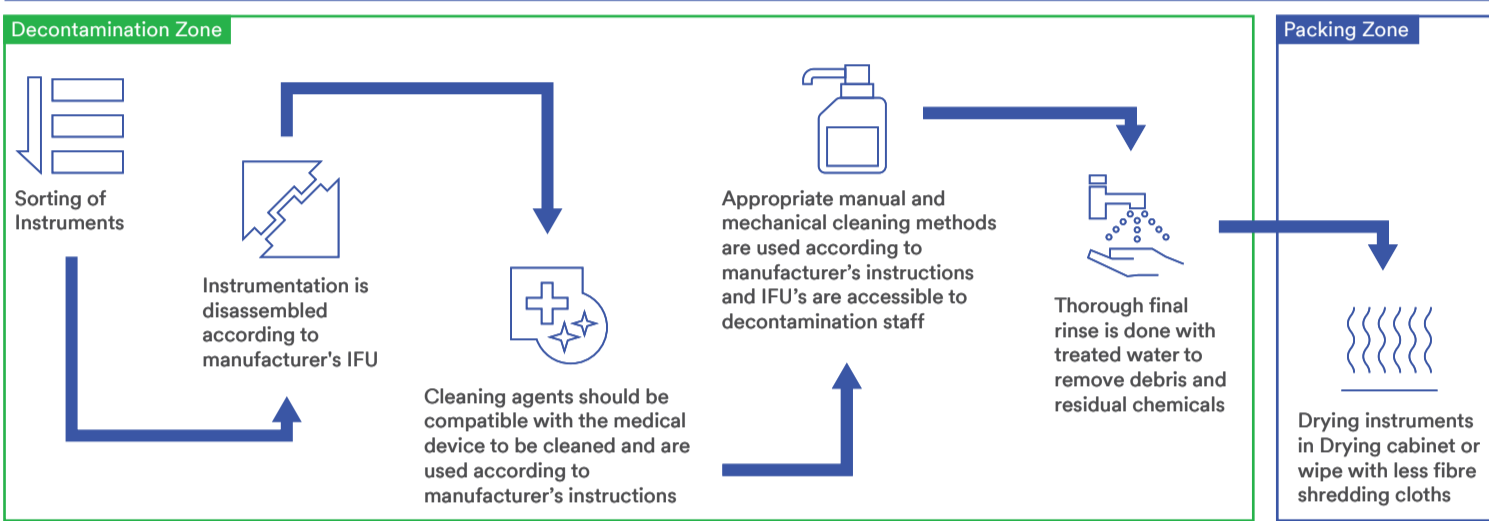 Decontamination Zone
Sorting of
Instruments
Instrumentation is
disassembled
according to
manufacturer's IFU
Cleaning agents should be
compatible with the medical
device to be cleaned and are
used according to
manufacturer’s instructions
Appropriate manual and
mechanical cleaning methods
are used according to
manufacturer’s instructions
and IFU’s are accessible to
decontamination staff
Thorough final
rinse is done with
treated water to
remove debris and
residual chemicals
Packing Zone
Drying instruments
in Drying cabinet or
wipe with less fibre
shredding cloths